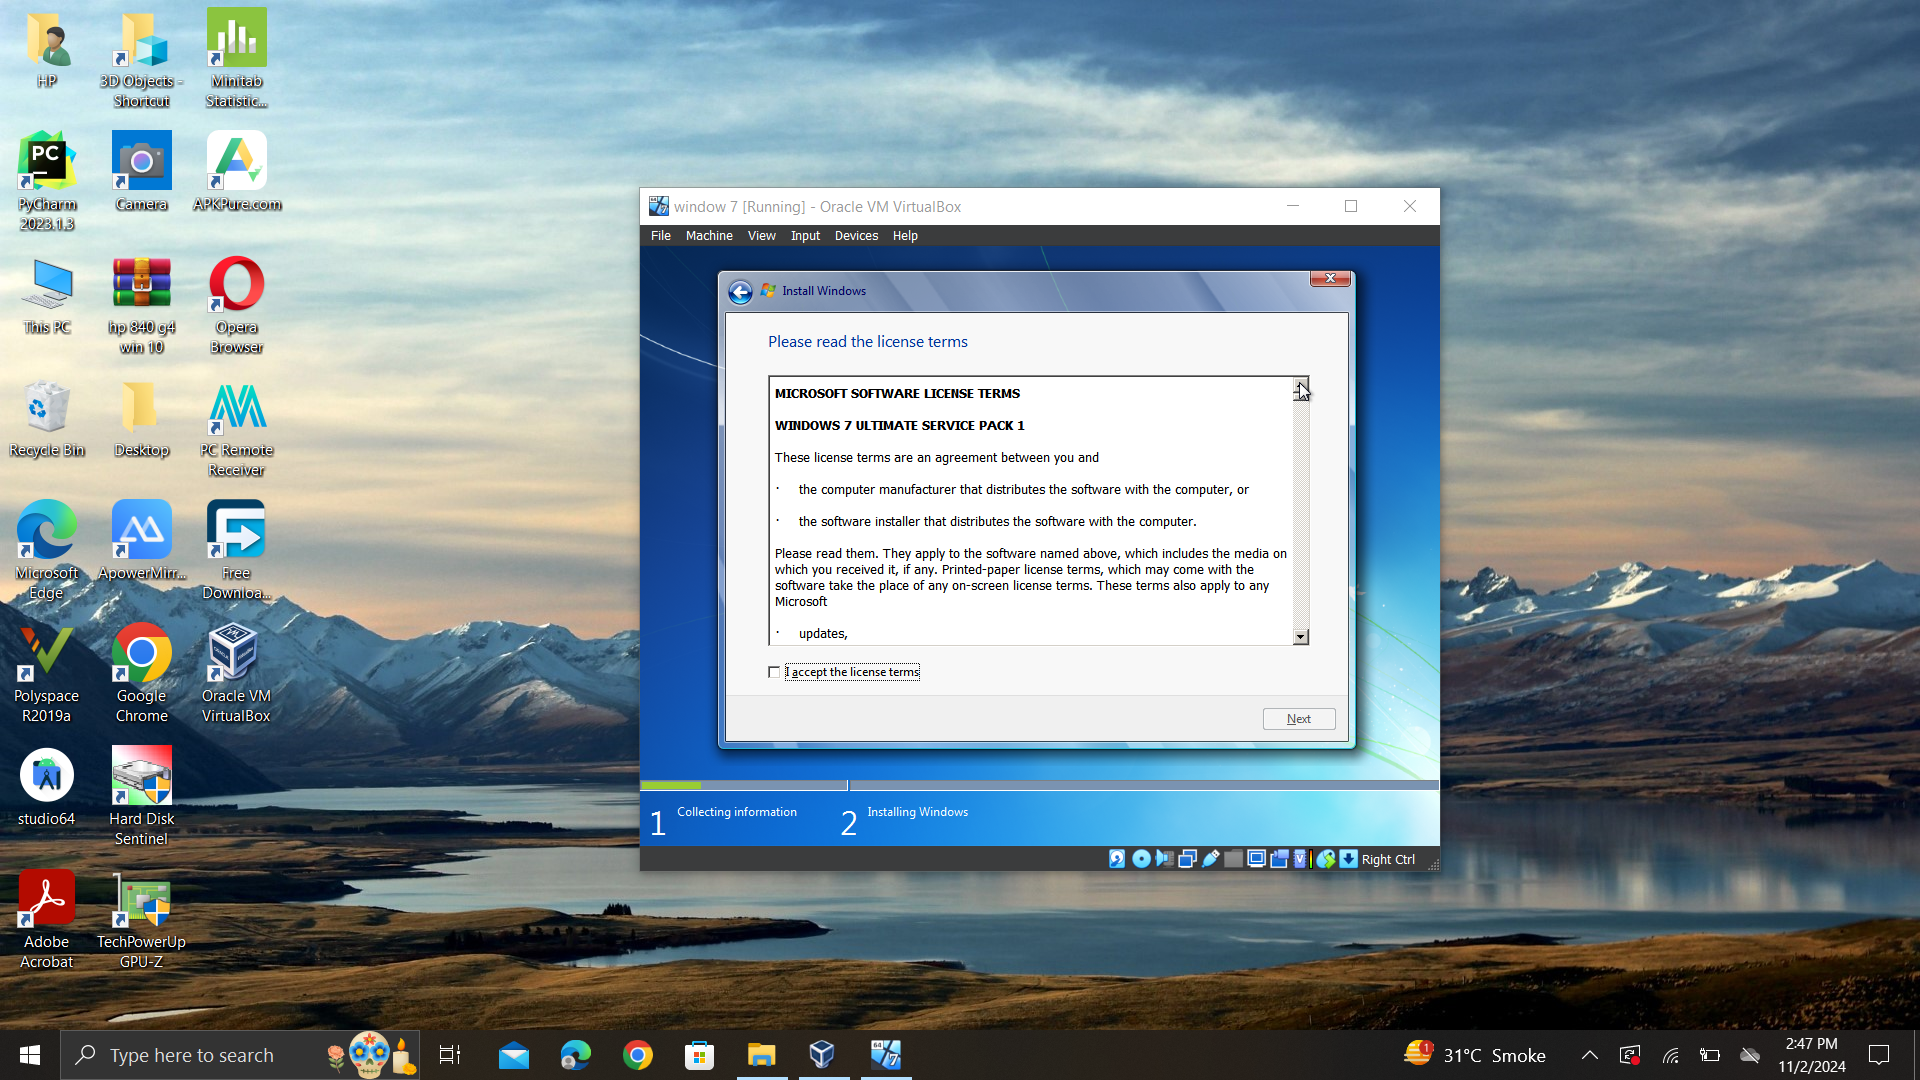 HP
3D Objects -
Shortcut
Minitab
Statistic...
PC
PyCharm
2023.1.3
Camera
APKPure.com
This PC
hp 840 g4
win 10
Opera
Browser
Recycle Bin
Desktop
PC Remote
Receiver
Microsoft
Edge
ApowerMirr...
Free
Downloa...
Polyspace
R2019a
Google
Chrome
Oracle VM
VirtualBox
studio64
Hard Disk
Sentinel
Adobe
Acrobat
TechPowerUp
GPU-Z
window 7 [Running] - Oracle VM VirtualBox
File Machine View Input Devices Help
Install Windows
Please read the license terms
MICROSOFT SOFTWARE LICENSE TERMS
WINDOWS 7 ULTIMATE SERVICE PACK 1
These license terms are an agreement between you and
· the computer manufacturer that distributes the software with the computer, or
· the software installer that distributes the software with the computer.
Please read them. They apply to the software named above, which includes the media on
which you received it, if any. Printed-paper license terms, which may come with the
software take the place of any on-screen license terms. These terms also apply to any
Microsoft
· updates,
I accept the license terms
Next
1 Collecting information 2 Installing Windows
Right Ctrl
Type here to search
64
7
1
31°C Smoke
2:47 PM
11/2/2024